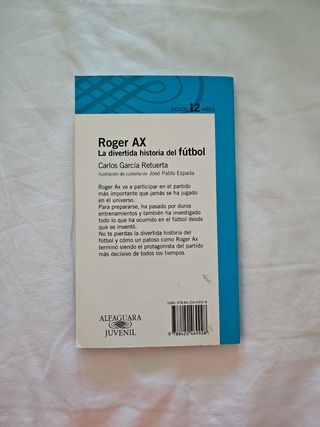 DESDE 12 AÑOS
Roger AX
La divertida historia del fútbol
Carlos García Retuerta
Ilustración de cubierta de José Pablo Espada
Roger Ax va a participar en el partido
más importante que jamás se ha jugado
en el universo.
Para prepararse, ha pasado por duros
entrenamientos y también ha investigado
todo lo que ha ocurrido en el fútbol desde
que se inventó.
No te pierdas la divertida historia del
fútbol y cómo un patoso como Roger Ax
terminó siendo el protagonista del partido
más decisivo de todos los tiempos.
ALFAGUARA
JUVENIL
9 788420 469928